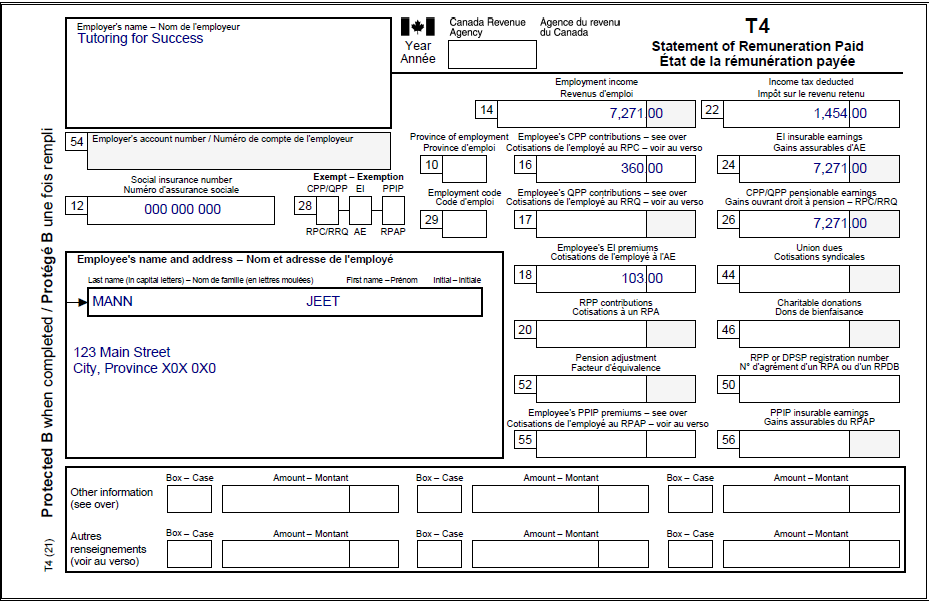 Employer's name – Nom de l'employeur
Tutoring for Success
Canada Revenue Agency
Agence du revenu du Canada
Year
Année
T4
Statement of Remuneration Paid
État de la rémunération payée
Employment income
Revenus d'emploi
14 7,271.00
Income tax deducted
Impôt sur le revenu retenu
22 1,454.00
54 Employer's account number / Numéro de compte de l'employeur
Province of employment
Province d'emploi
10
Employee's CPP contributions – see over
Cotisations de l'employé au RPC – voir au verso
16 360.00
EI insurable earnings
Gains assurables d'AE
24 7,271.00
Social insurance number
Numéro d'assurance sociale
12 000 000 000
Exempt – Exemption
CPP/QPP EI PPIP
28
RPC/RRQ AE RPAP
Employment code
Code d'emploi
29
Employee's QPP contributions – see over
Cotisations de l'employé au RRQ – voir au verso
17
CPP/QPP pensionable earnings
Gains ouvrant droit à pension – RPC/RRQ
26 7,271.00
Employee's name and address – Nom et adresse de l'employé
Last name (in capital letters) – Nom de famille (en lettres moulées) First name – Prénom Initial – Initiale
MANN JEET
123 Main Street
City, Province X0X 0X0
Employee's EI premiums
Cotisations de l'employé à l'AE
18 103.00
Union dues
Cotisations syndicales
44
RPP contributions
Cotisations à un RPA
20
Charitable donations
Dons de bienfaisance
46
Pension adjustment
Facteur d'équivalence
52
RPP or DPSP registration number
N° d'agrément d'un RPA ou d'un RPDB
50
Employee's PPIP premiums – see over
Cotisations de l'employé au RPAP – voir au verso
55
PPIP insurable earnings
Gains assurables du RPAP
56
Box – Case Amount – Montant Box – Case Amount – Montant Box – Case Amount – Montant
Other information
(see over)
Box – Case Amount – Montant Box – Case Amount – Montant Box – Case Amount – Montant
Autres
renseignements
(voir au verso)
Protected B when completed / Protégé B une fois rempli
T4 (21)